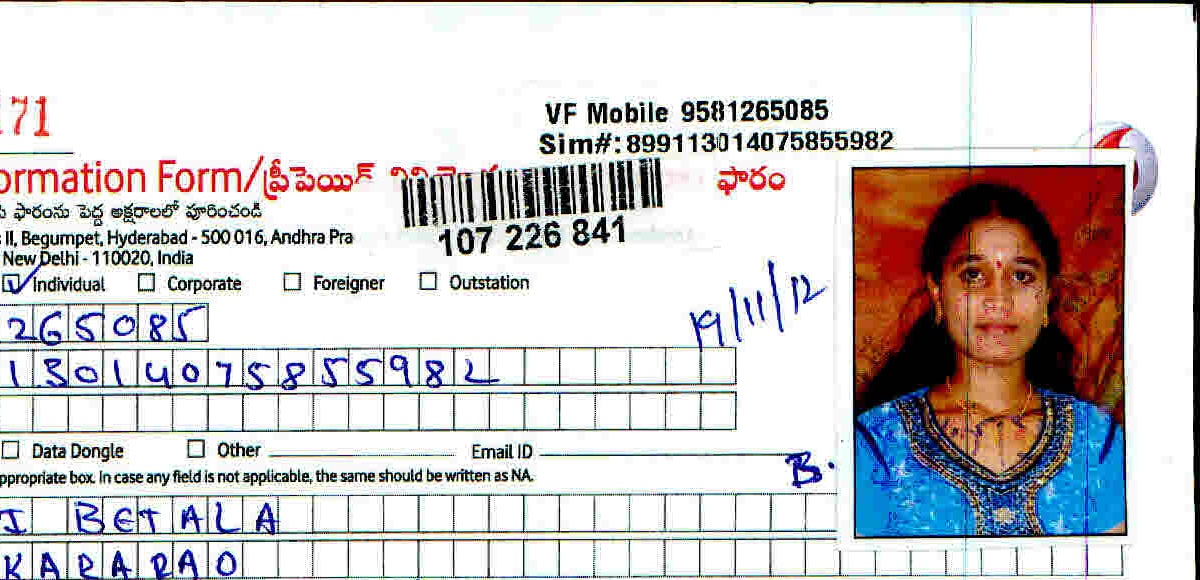 171
VF Mobile 9581265085
Sim#: 899113014075855982
ormation Form/ప్రీపెయిడ్ ఫారం
ఫారంను పెద్ద అక్షరాలలో పూరించండి
107 226 841
II, Begumpet, Hyderabad - 500 016, Andhra Pra
New Delhi - 110020, India
Individual Corporate Foreigner Outstation
19/11/12
265085
13014075855982
Data Dongle Other Email ID
ppropriate box. In case any field is not applicable, the same should be written as NA.
B.
I BETALA
KARARAO